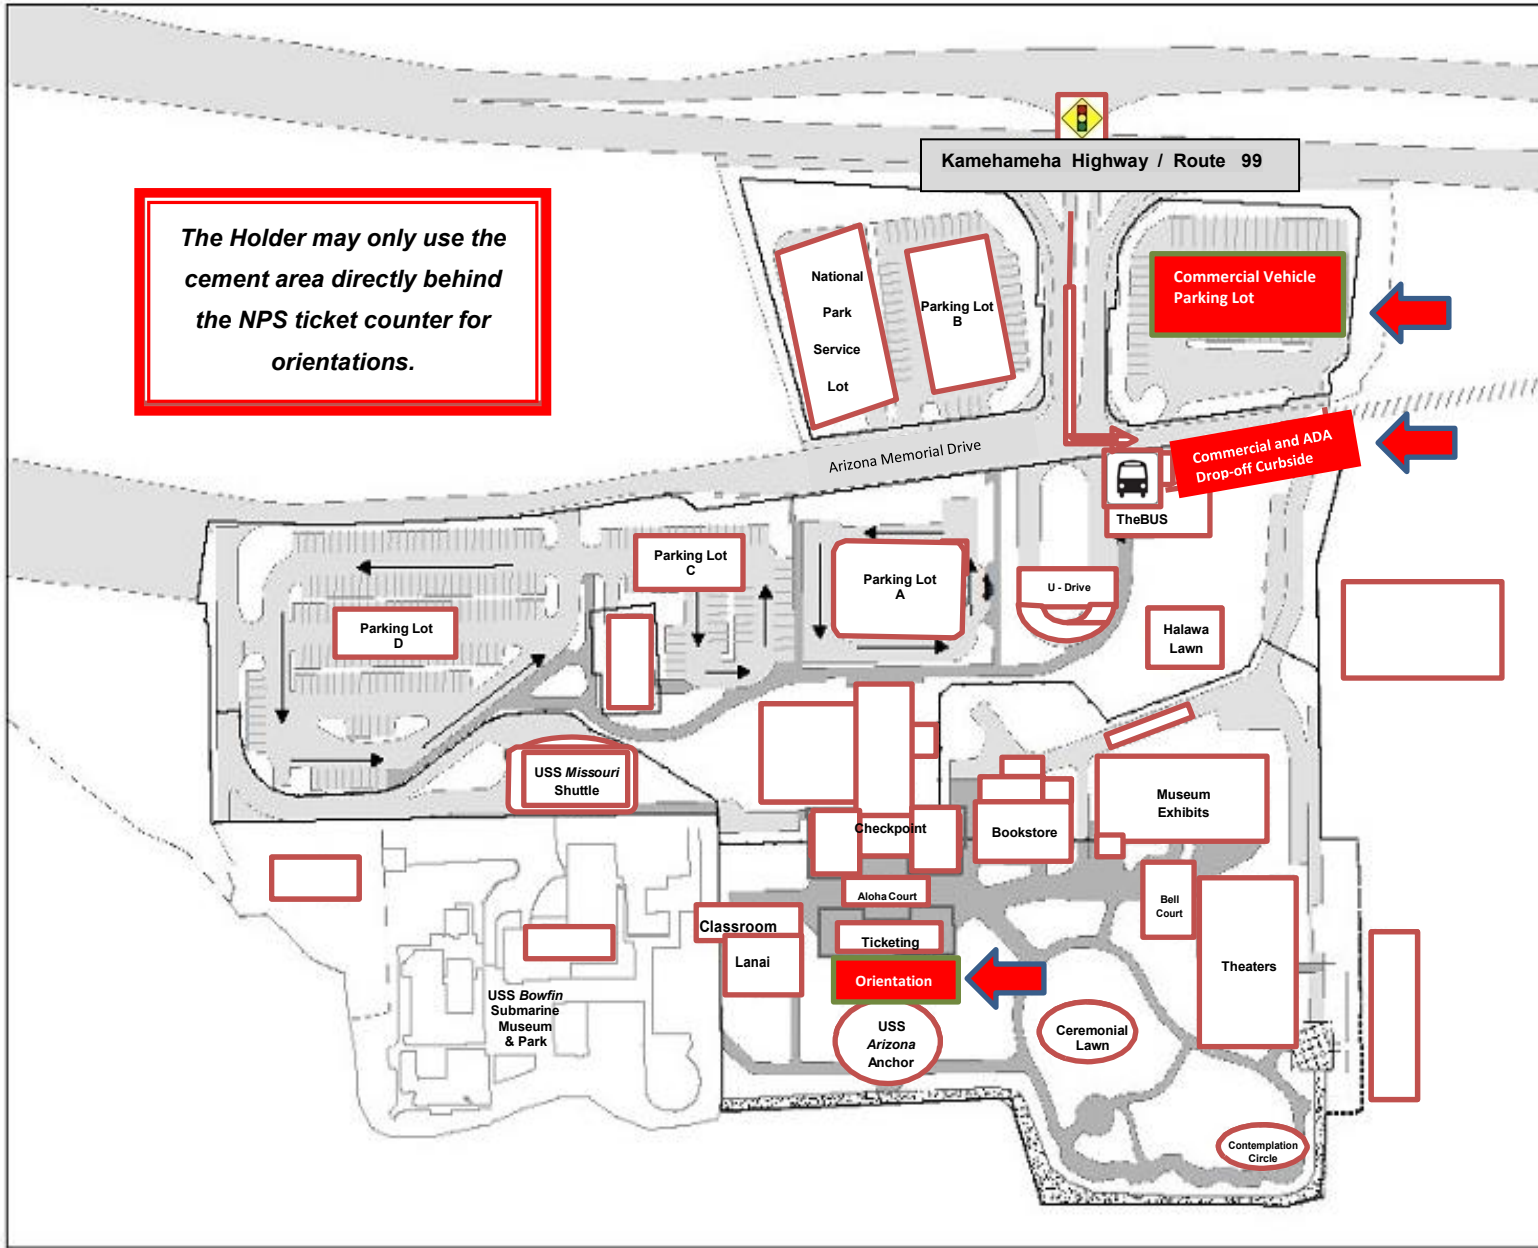 Kamehameha Highway / Route 99
The Holder may only use the
cement area directly behind
the NPS ticket counter for
orientations.
National
Park
Service
Lot
Parking Lot
B
Commercial Vehicle
Parking Lot
Arizona Memorial Drive
Commercial and ADA
Drop-off Curbside
TheBUS
Parking Lot
C
Parking Lot
A
U - Drive
Parking Lot
D
Halawa
Lawn
USS Missouri
Shuttle
Museum
Exhibits
Checkpoint
Bookstore
Aloha Court
Bell
Court
Classroom
Ticketing
Lanai
Theaters
Orientation
USS Bowfin
Submarine
Museum
& Park
USS
Arizona
Anchor
Ceremonial
Lawn
Contemplation
Circle